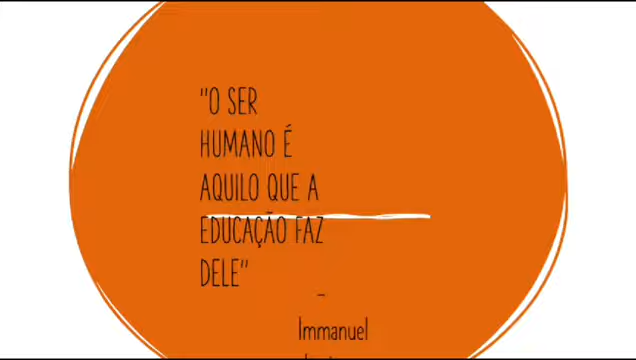 "O SER
HUMANO É
AQUILO QUE A
EDUCAÇÃO FAZ
DELE"
–
Immanuel